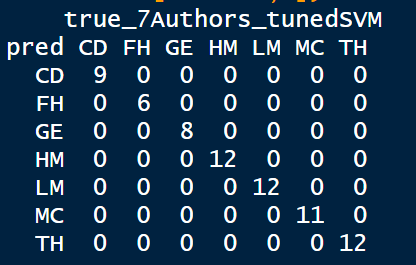 true_7Authors_tunedSVM
pred CD FH GE HM LM MC TH
CD 9 0 0 0 0 0 0
FH 0 6 0 0 0 0 0
GE 0 0 8 0 0 0 0
HM 0 0 0 12 0 0 0
LM 0 0 0 0 12 0 0
MC 0 0 0 0 0 11 0
TH 0 0 0 0 0 0 12